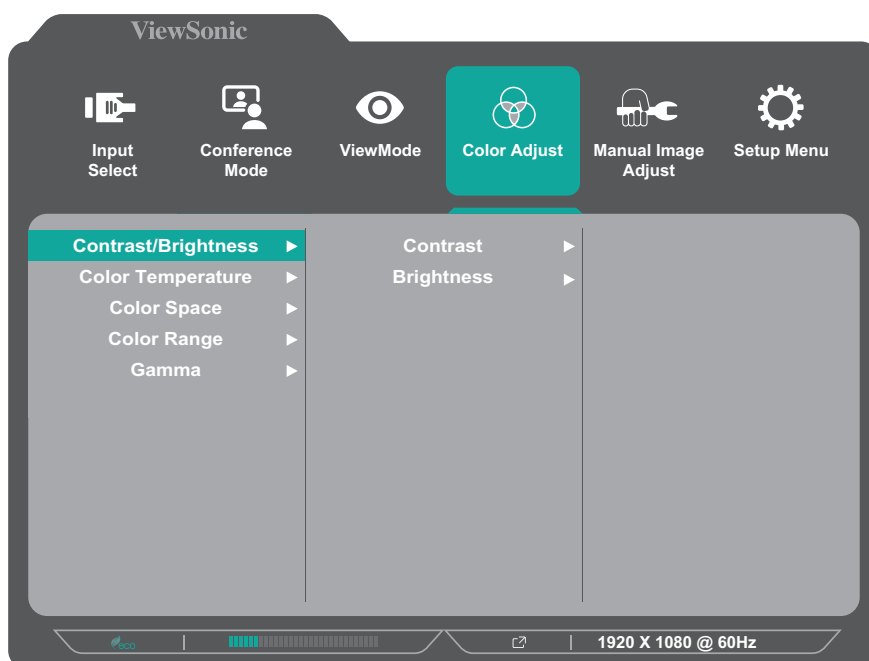 ViewSonic
Input Select
Conference Mode
ViewMode
Color Adjust
Manual Image Adjust
Setup Menu
Contrast/Brightness
Contrast
Color Temperature
Brightness
Color Space
Color Range
Gamma
eco
1920 X 1080 @ 60Hz